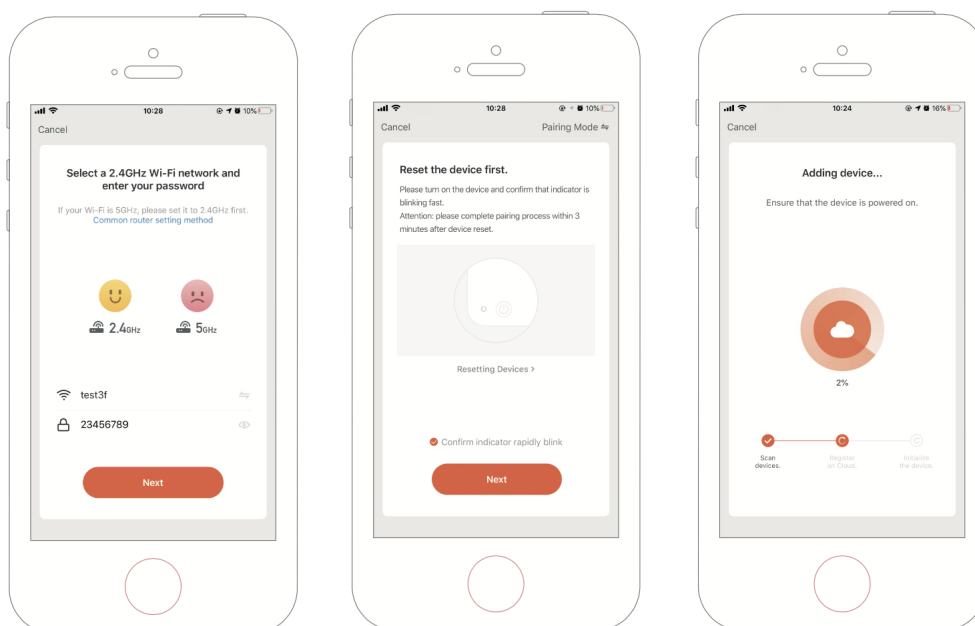 10:28
10%
Cancel
Select a 2.4GHz Wi-Fi network and
enter your password
If your Wi-Fi is 5GHz, please set it to 2.4GHz first.
Common router setting method
2.4GHz
5GHz
test3f
23456789
Next
10:28
10%
Cancel
Pairing Mode
Reset the device first.
Please turn on the device and confirm that indicator is
blinking fast.
Attention: please complete pairing process within 3
minutes after device reset.
Resetting Devices >
Confirm indicator rapidly blink
Next
10:24
16%
Cancel
Adding device...
Ensure that the device is powered on.
2%
Scan
devices.
Register
on Cloud.
Initialize
the device.